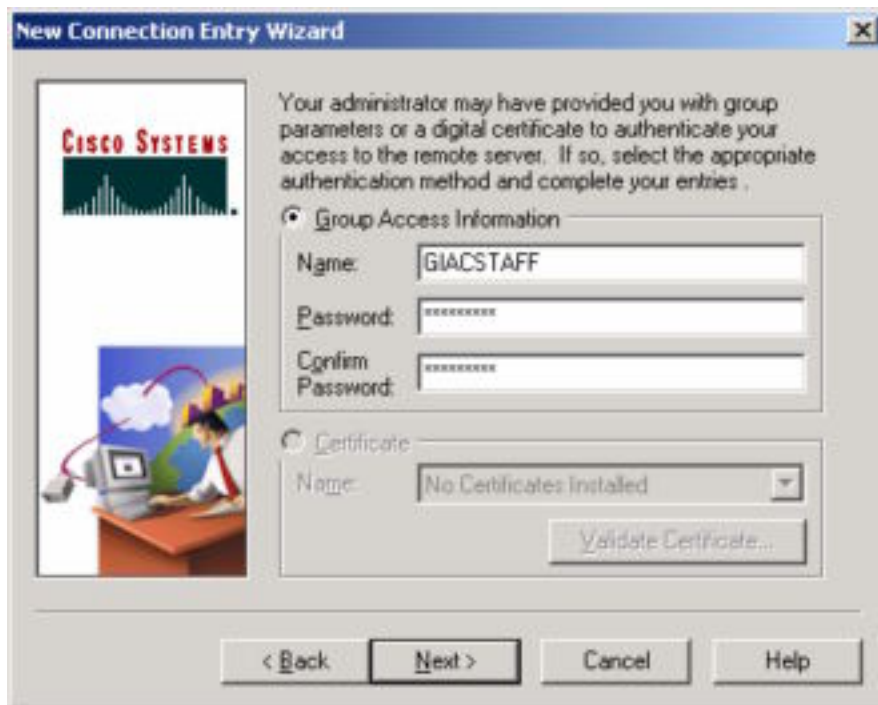 New Connection Entry Wizard
CISCO SYSTEMS
Your administrator may have provided you with group
parameters or a digital certificate to authenticate your
access to the remote server. If so, select the appropriate
authentication method and complete your entries .
Group Access Information
Name: GIACSTAFF
Password: *********
Confirm
Password: *********
Certificate
Name: No Certificates Installed
Validate Certificate...
< Back Next > Cancel Help